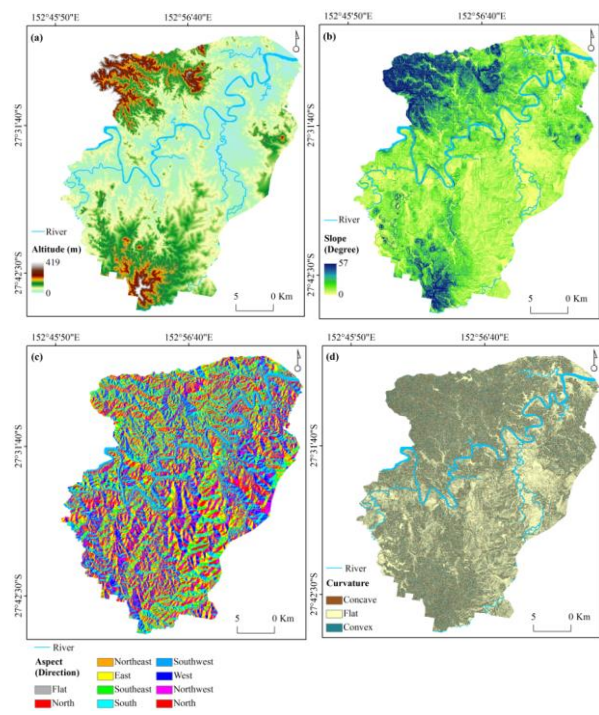 152°45'50"E 152°56'40"E
(a)
27°31'40"S
27°42'30"S
River
Altitude (m)
419
0
5 0 Km
152°45'50"E 152°56'40"E
(b)
27°31'40"S
27°42'30"S
River
Slope
(Degree)
57
0
5 0 Km
152°45'50"E 152°56'40"E
(c)
27°31'40"S
27°42'30"S
5 0 Km
River
Aspect
(Direction)
Flat
North
Northeast
East
Southeast
South
Southwest
West
Northwest
North
152°45'50"E 152°56'40"E
(d)
27°31'40"S
27°42'30"S
River
Curvature
Concave
Flat
Convex
5 0 Km